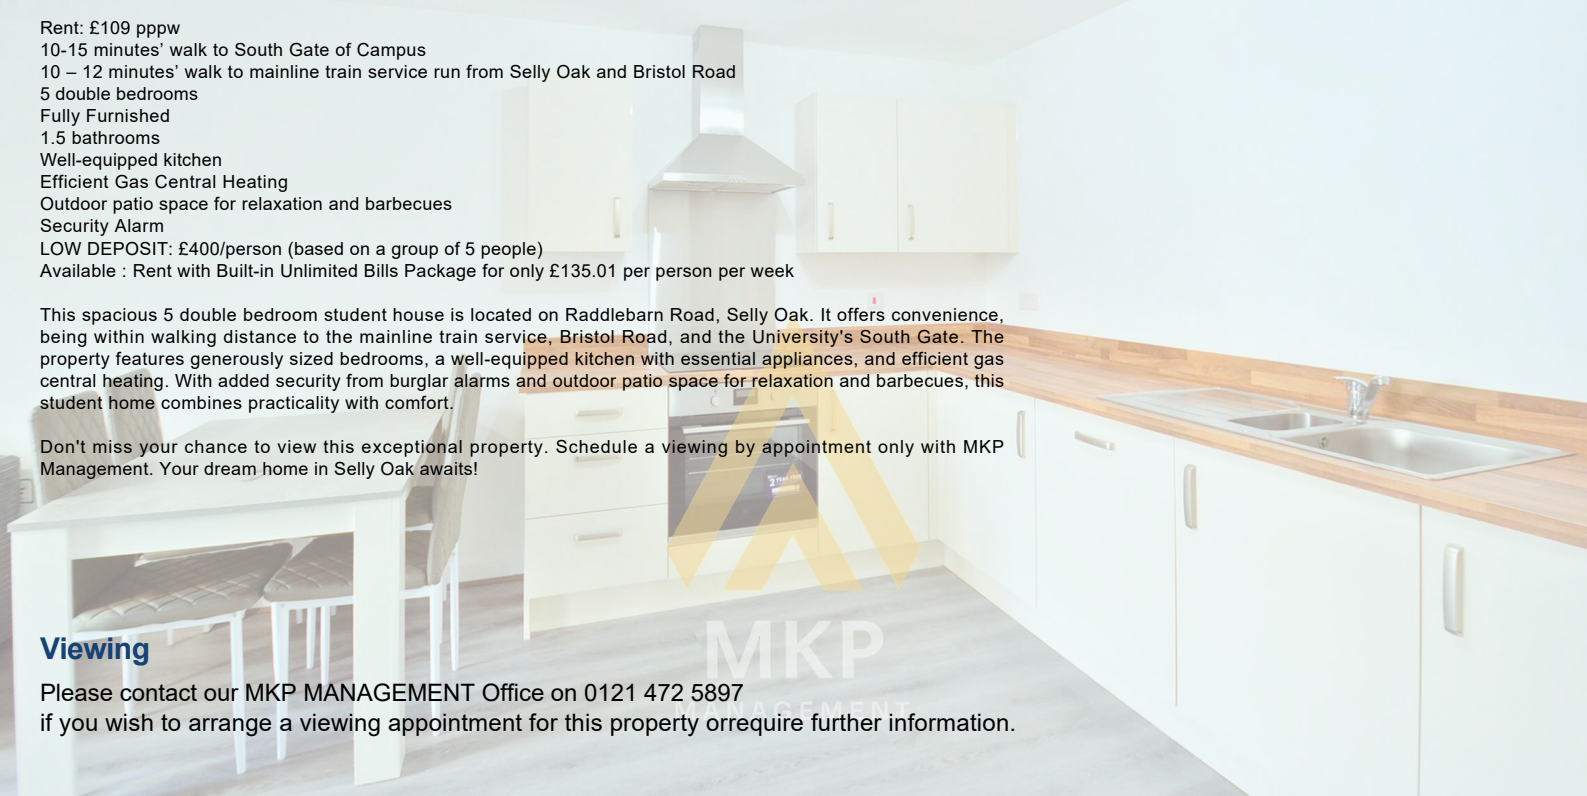 Rent: £109 pppw
10-15 minutes’ walk to South Gate of Campus
10 – 12 minutes’ walk to mainline train service run from Selly Oak and Bristol Road
5 double bedrooms
Fully Furnished
1.5 bathrooms
Well-equipped kitchen
Efficient Gas Central Heating
Outdoor patio space for relaxation and barbecues
Security Alarm
LOW DEPOSIT: £400/person (based on a group of 5 people)
Available : Rent with Built-in Unlimited Bills Package for only £135.01 per person per week
This spacious 5 double bedroom student house is located on Raddlebarn Road, Selly Oak. It offers convenience,
being within walking distance to the mainline train service, Bristol Road, and the University's South Gate. The
property features generously sized bedrooms, a well-equipped kitchen with essential appliances, and efficient gas
central heating. With added security from burglar alarms and outdoor patio space for relaxation and barbecues, this
student home combines practicality with comfort.
Don't miss your chance to view this exceptional property. Schedule a viewing by appointment only with MKP
Management. Your dream home in Selly Oak awaits!
2 YEAR
Viewing
MKP
MANAGEMENT
Please contact our MKP MANAGEMENT Office on 0121 472 5897
if you wish to arrange a viewing appointment for this property orrequire further information.